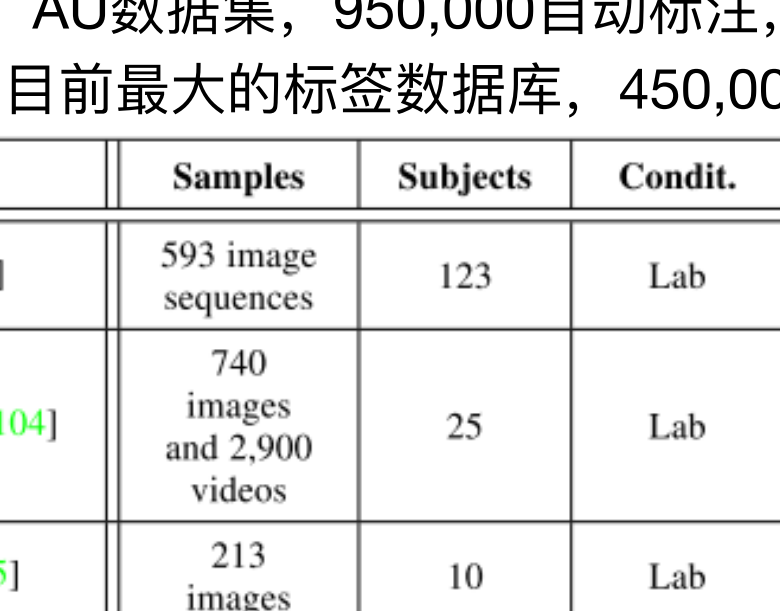 AU数据集，950,000自动标注，
目前最大的标签数据库，450,00
Samples Subjects Condit.
]
593 image
sequences
123 Lab
740
images
and 2,900
videos
104]
25 Lab
213
images
5]
10 Lab